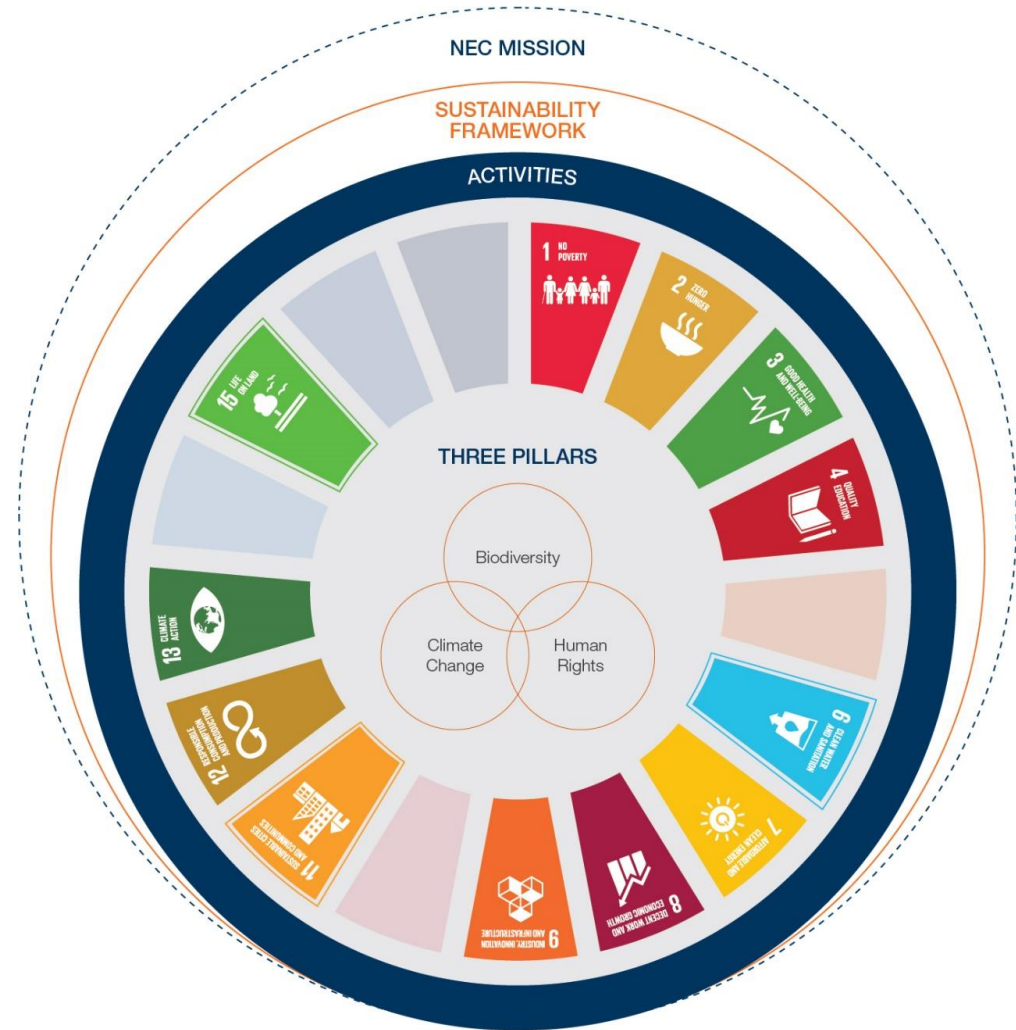 NEC MISSION
SUSTAINABILITY
FRAMEWORK
ACTIVITIES
1 NO
POVERTY
2 ZERO
HUNGER
3 GOOD HEALTH
AND WELL-BEING
4 QUALITY
EDUCATION
6 CLEAN WATER
AND SANITATION
7 AFFORDABLE AND
CLEAN ENERGY
8 DECENT WORK AND
ECONOMIC GROWTH
9 INDUSTRY, INNOVATION
AND INFRASTRUCTURE
11 SUSTAINABLE CITIES
AND COMMUNITIES
12 RESPONSIBLE
CONSUMPTION
AND PRODUCTION
13 CLIMATE
ACTION
15 LIFE
ON LAND
THREE PILLARS
Biodiversity
Climate
Change
Human
Rights